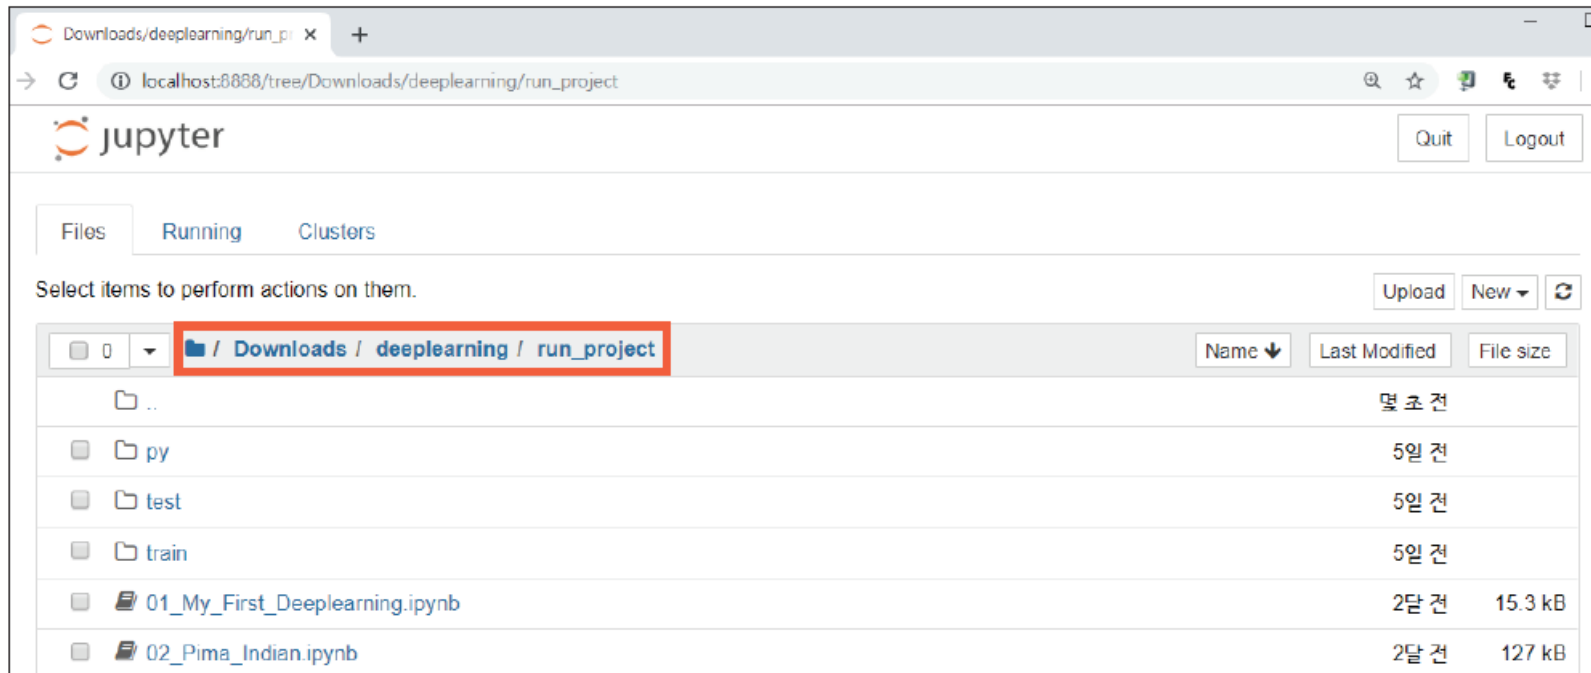 Downloads/deeplearning/run_pr
localhost:8888/tree/Downloads/deeplearning/run_project
jupyter
Quit Logout
Files Running Clusters
Select items to perform actions on them.
Upload New
0 / Downloads / deeplearning / run_project Name Last Modified File size
.. 몇 초 전
py 5일 전
test 5일 전
train 5일 전
01_My_First_Deeplearning.ipynb 2달 전 15.3 kB
02_Pima_Indian.ipynb 2달 전 127 kB